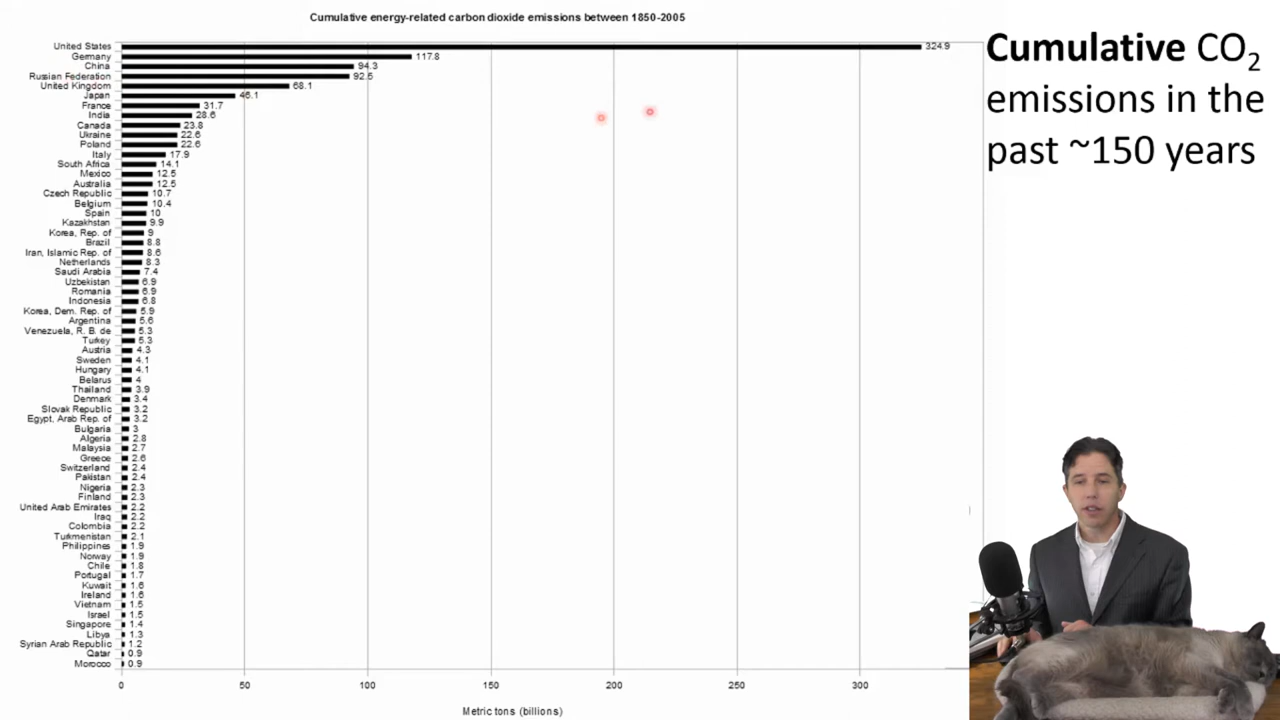 Cumulative energy-related carbon dioxide emissions between 1850-2005
United States 324.9
Germany 117.8
China 94.3
Russian Federation 92.5
United Kingdom 68.1
Japan 46.1
France 31.7
India 28.6
Canada 23.8
Ukraine 22.6
Poland 22.6
Italy 17.9
South Africa 14.1
Mexico 12.5
Australia 12.5
Czech Republic 10.7
Belgium 10.4
Spain 10
Kazakhstan 9.9
Korea, Rep. of 9
Brazil 8.8
Iran, Islamic Rep. of 8.6
Netherlands 8.3
Saudi Arabia 7.4
Uzbekistan 6.9
Romania 6.9
Indonesia 6.8
Korea, Dem. Rep. of 5.9
Argentina 5.6
Venezuela, R. B. de 5.3
Turkey 5.3
Austria 4.3
Sweden 4.1
Hungary 4.1
Belarus 4
Thailand 3.9
Denmark 3.4
Slovak Republic 3.2
Egypt, Arab Rep. of 3.2
Bulgaria 3
Algeria 2.8
Malaysia 2.7
Greece 2.6
Switzerland 2.4
Pakistan 2.4
Nigeria 2.3
Finland 2.3
United Arab Emirates 2.2
Iraq 2.2
Colombia 2.2
Turkmenistan 2.1
Philippines 1.9
Norway 1.9
Chile 1.8
Portugal 1.7
Kuwait 1.6
Ireland 1.6
Vietnam 1.5
Israel 1.5
Singapore 1.4
Libya 1.3
Syrian Arab Republic 1.2
Qatar 0.9
Morocco 0.9
0 50 100 150 200 250 300
Metric tons (billions)
Cumulative CO₂
emissions in the
past ~150 years